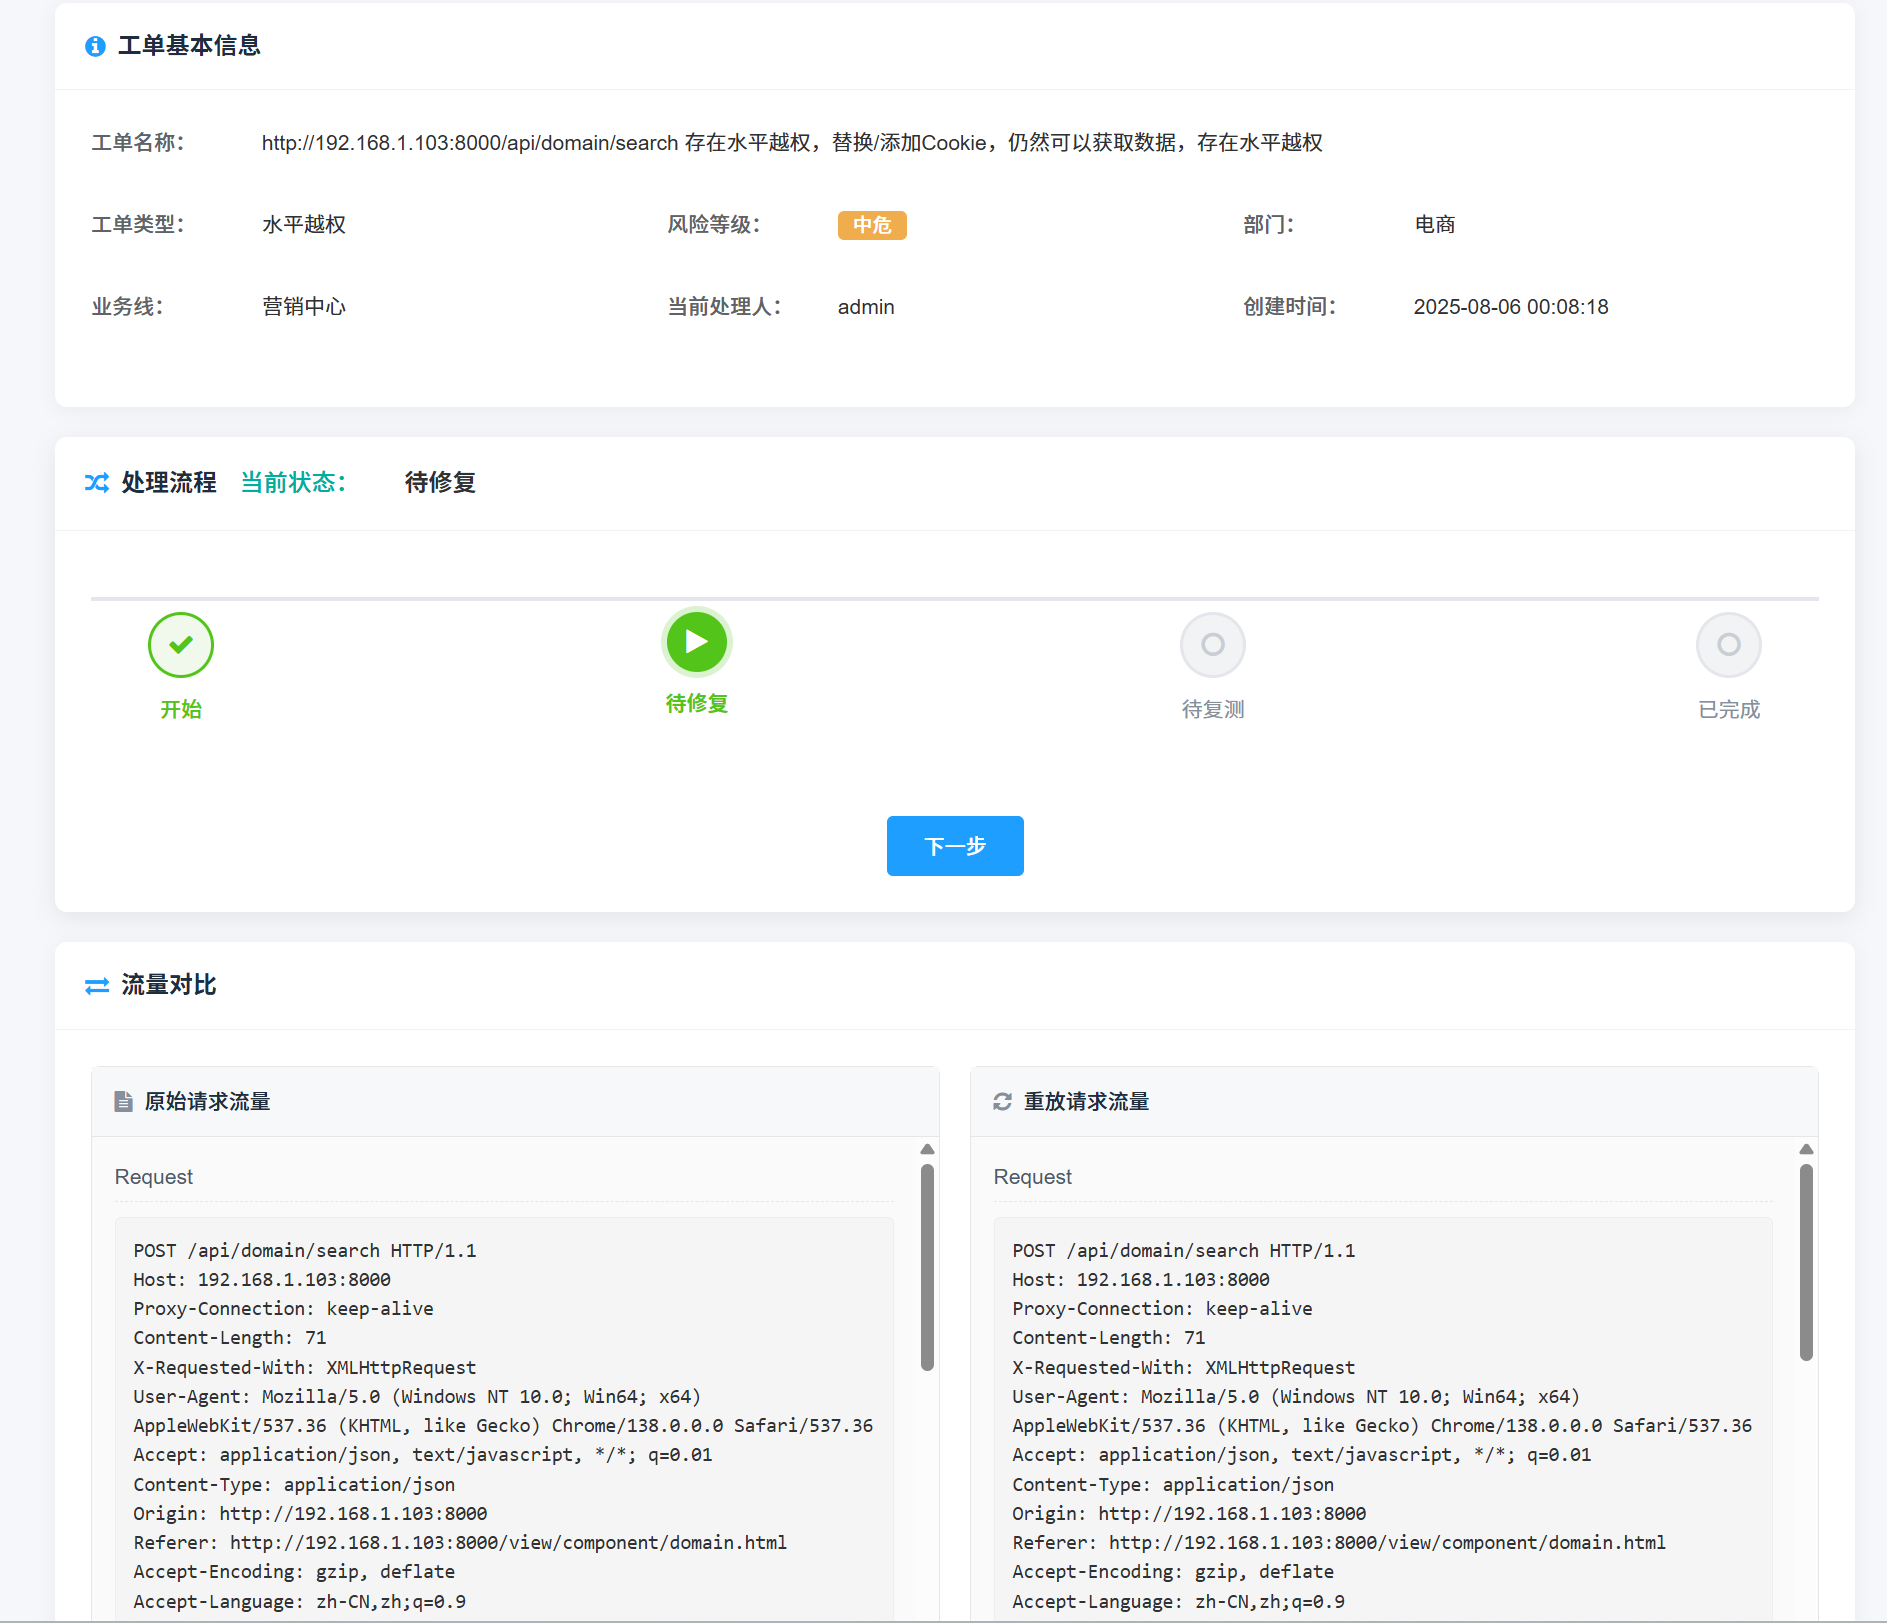 工单基本信息
工单名称： http://192.168.1.103:8000/api/domain/search 存在水平越权，替换/添加Cookie，仍然可以获取数据，存在水平越权
工单类型： 水平越权 风险等级： 中危 部门： 电商
业务线： 营销中心 当前处理人： admin 创建时间： 2025-08-06 00:08:18
处理流程 当前状态： 待修复
开始 待修复 待复测 已完成
下一步
流量对比
原始请求流量
Request
POST /api/domain/search HTTP/1.1
Host: 192.168.1.103:8000
Proxy-Connection: keep-alive
Content-Length: 71
X-Requested-With: XMLHttpRequest
User-Agent: Mozilla/5.0 (Windows NT 10.0; Win64; x64)
AppleWebKit/537.36 (KHTML, like Gecko) Chrome/138.0.0.0 Safari/537.36
Accept: application/json, text/javascript, */*; q=0.01
Content-Type: application/json
Origin: http://192.168.1.103:8000
Referer: http://192.168.1.103:8000/view/component/domain.html
Accept-Encoding: gzip, deflate
Accept-Language: zh-CN,zh;q=0.9
重放请求流量
Request
POST /api/domain/search HTTP/1.1
Host: 192.168.1.103:8000
Proxy-Connection: keep-alive
Content-Length: 71
X-Requested-With: XMLHttpRequest
User-Agent: Mozilla/5.0 (Windows NT 10.0; Win64; x64)
AppleWebKit/537.36 (KHTML, like Gecko) Chrome/138.0.0.0 Safari/537.36
Accept: application/json, text/javascript, */*; q=0.01
Content-Type: application/json
Origin: http://192.168.1.103:8000
Referer: http://192.168.1.103:8000/view/component/domain.html
Accept-Encoding: gzip, deflate
Accept-Language: zh-CN,zh;q=0.9